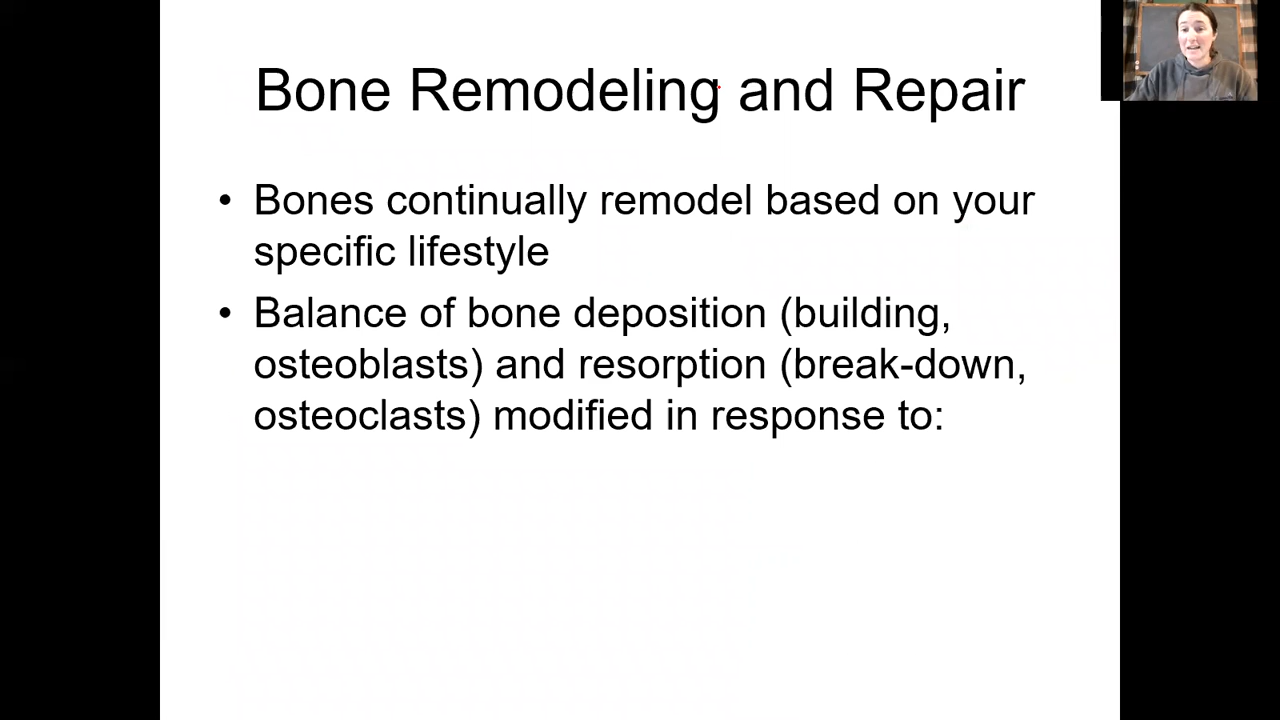 Bone Remodeling and Repair
• Bones continually remodel based on your
specific lifestyle
• Balance of bone deposition (building,
osteoblasts) and resorption (break-down,
osteoclasts) modified in response to: